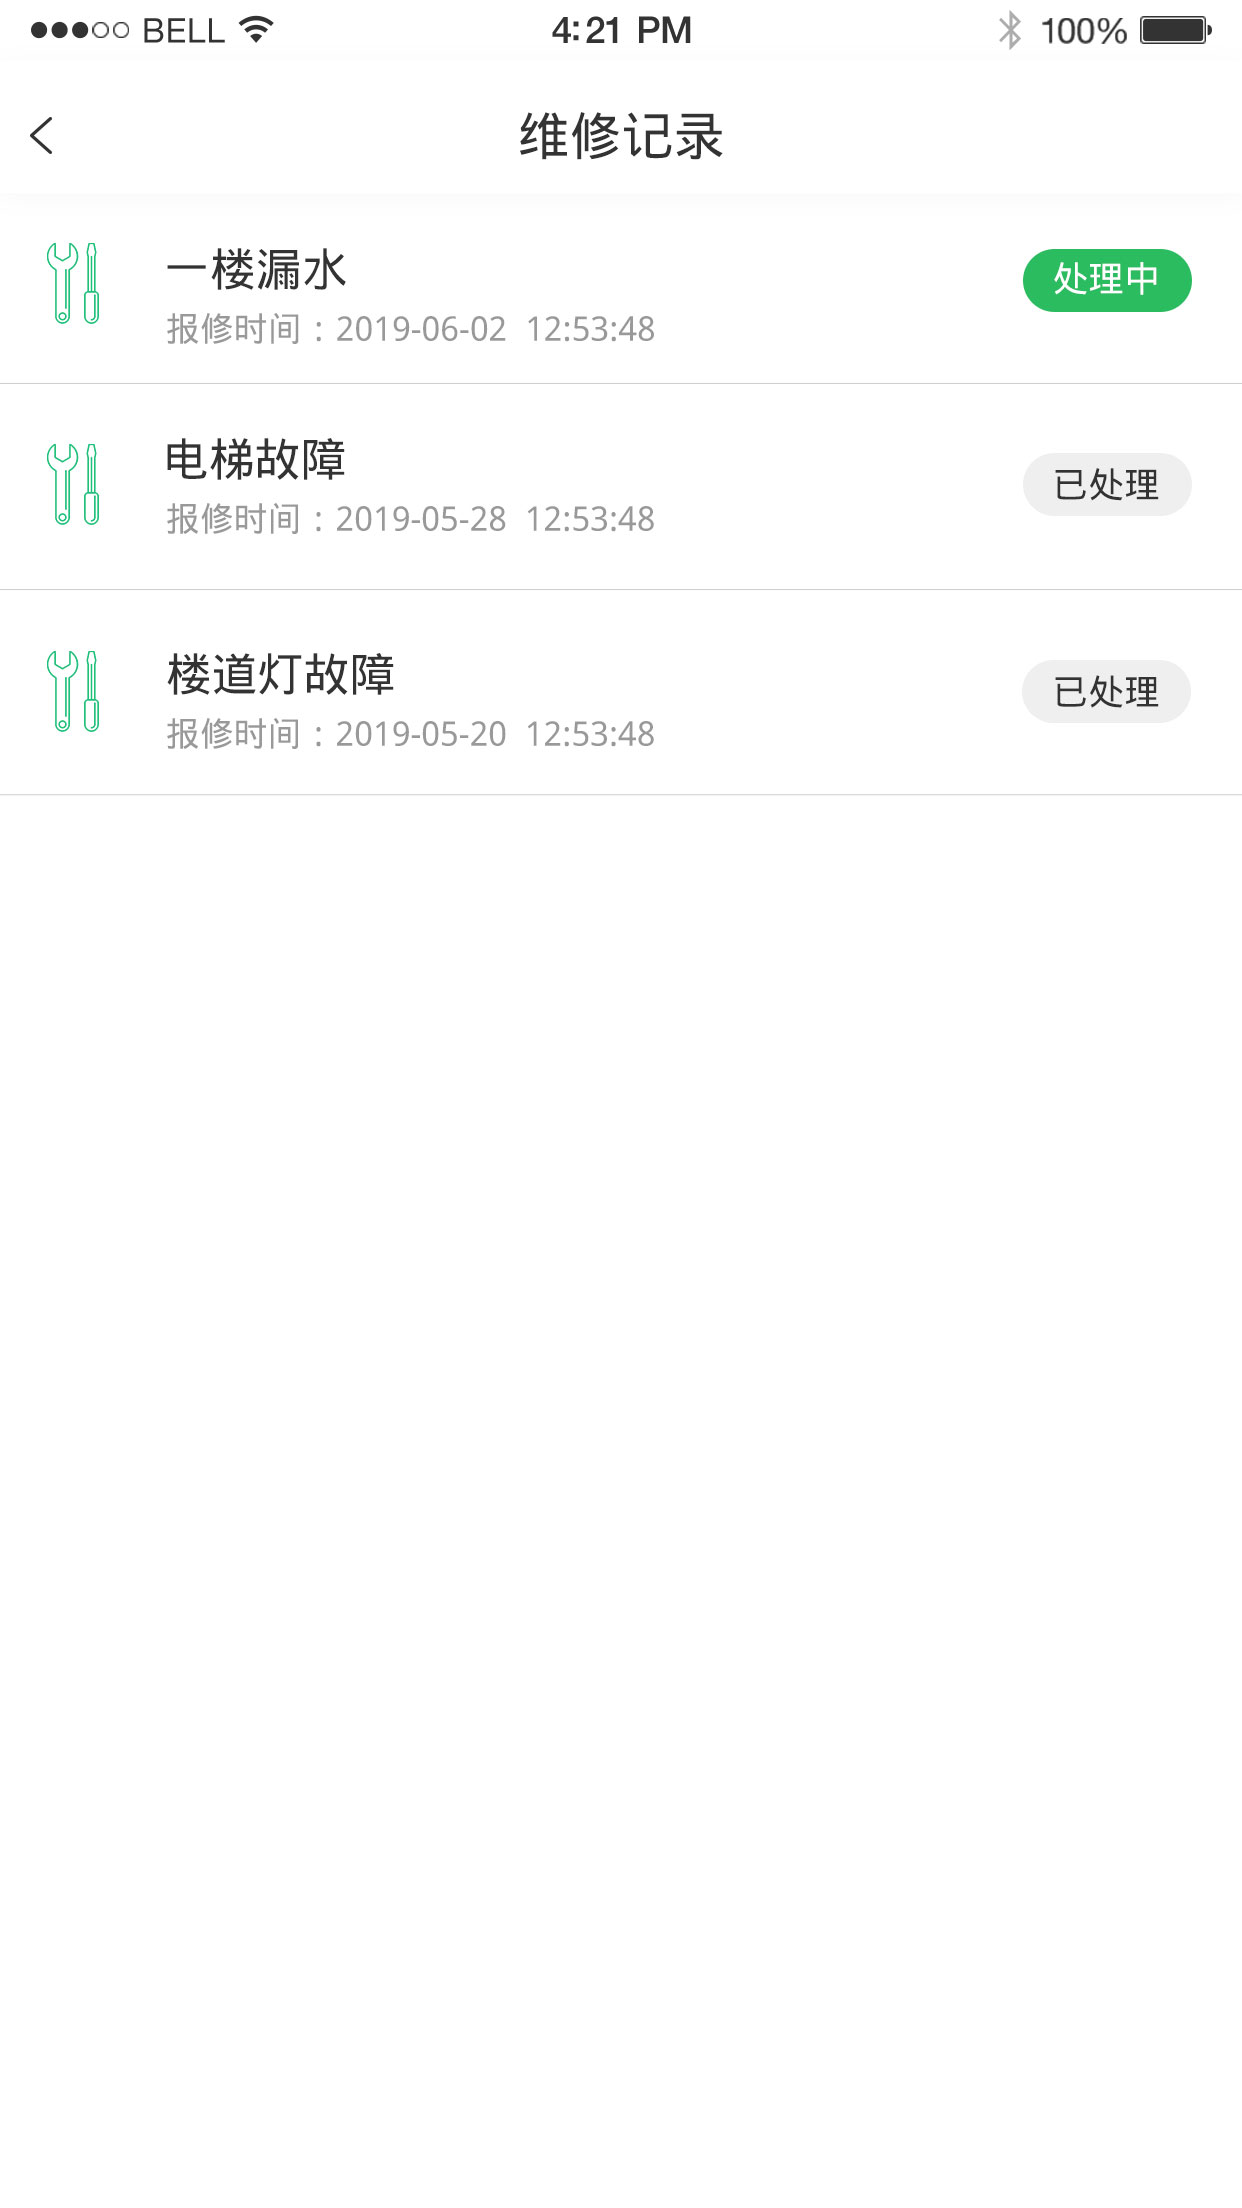 BELL 4:21 PM 100%
维修记录
一楼漏水
处理中
报修时间：2019-06-02 12:53:48
电梯故障
已处理
报修时间：2019-05-28 12:53:48
楼道灯故障
已处理
报修时间：2019-05-20 12:53:48